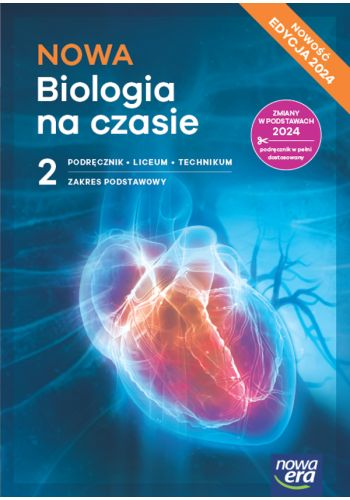 NOWA
Biologia
na czasie
2
PODRĘCZNIK • LICEUM • TECHNIKUM
ZAKRES PODSTAWOWY
NOWOŚĆ
EDYCJA 2024
ZMIANY
W PODSTAWACH
2024
podręcznik w pełni
dostosowany
nowa
era